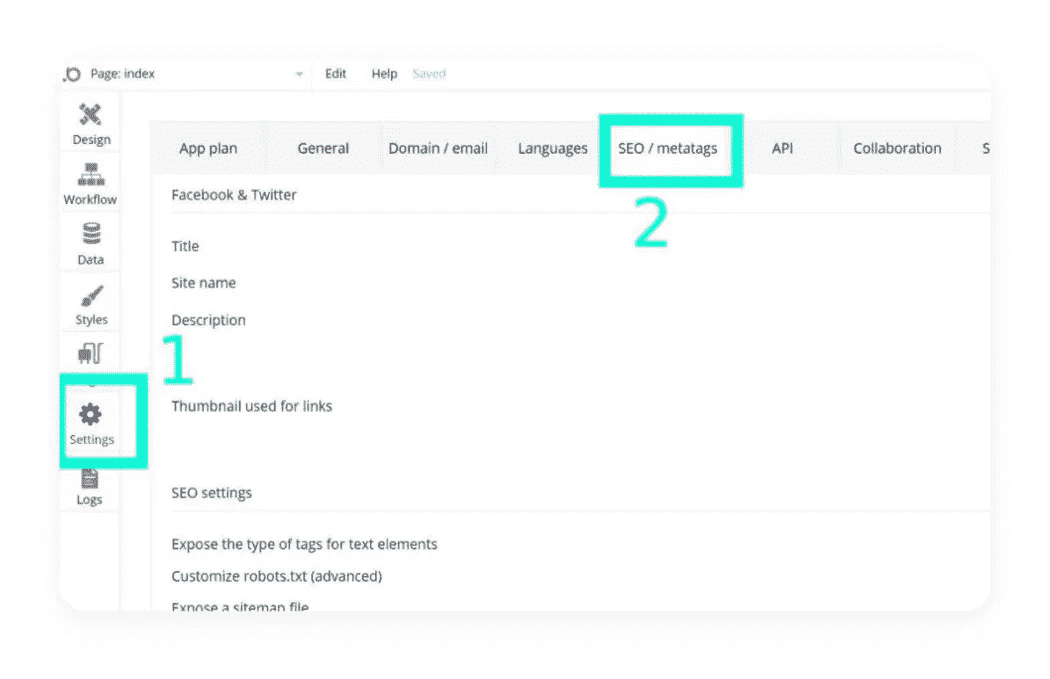 Page: index Edit Help Saved
Design
Workflow
Data
Styles
Settings
Logs
App plan General Domain / email Languages SEO / metatags API Collaboration S
1
2
Facebook & Twitter
Title
Site name
Description
Thumbnail used for links
SEO settings
Expose the type of tags for text elements
Customize robots.txt (advanced)
Expose a sitemap file